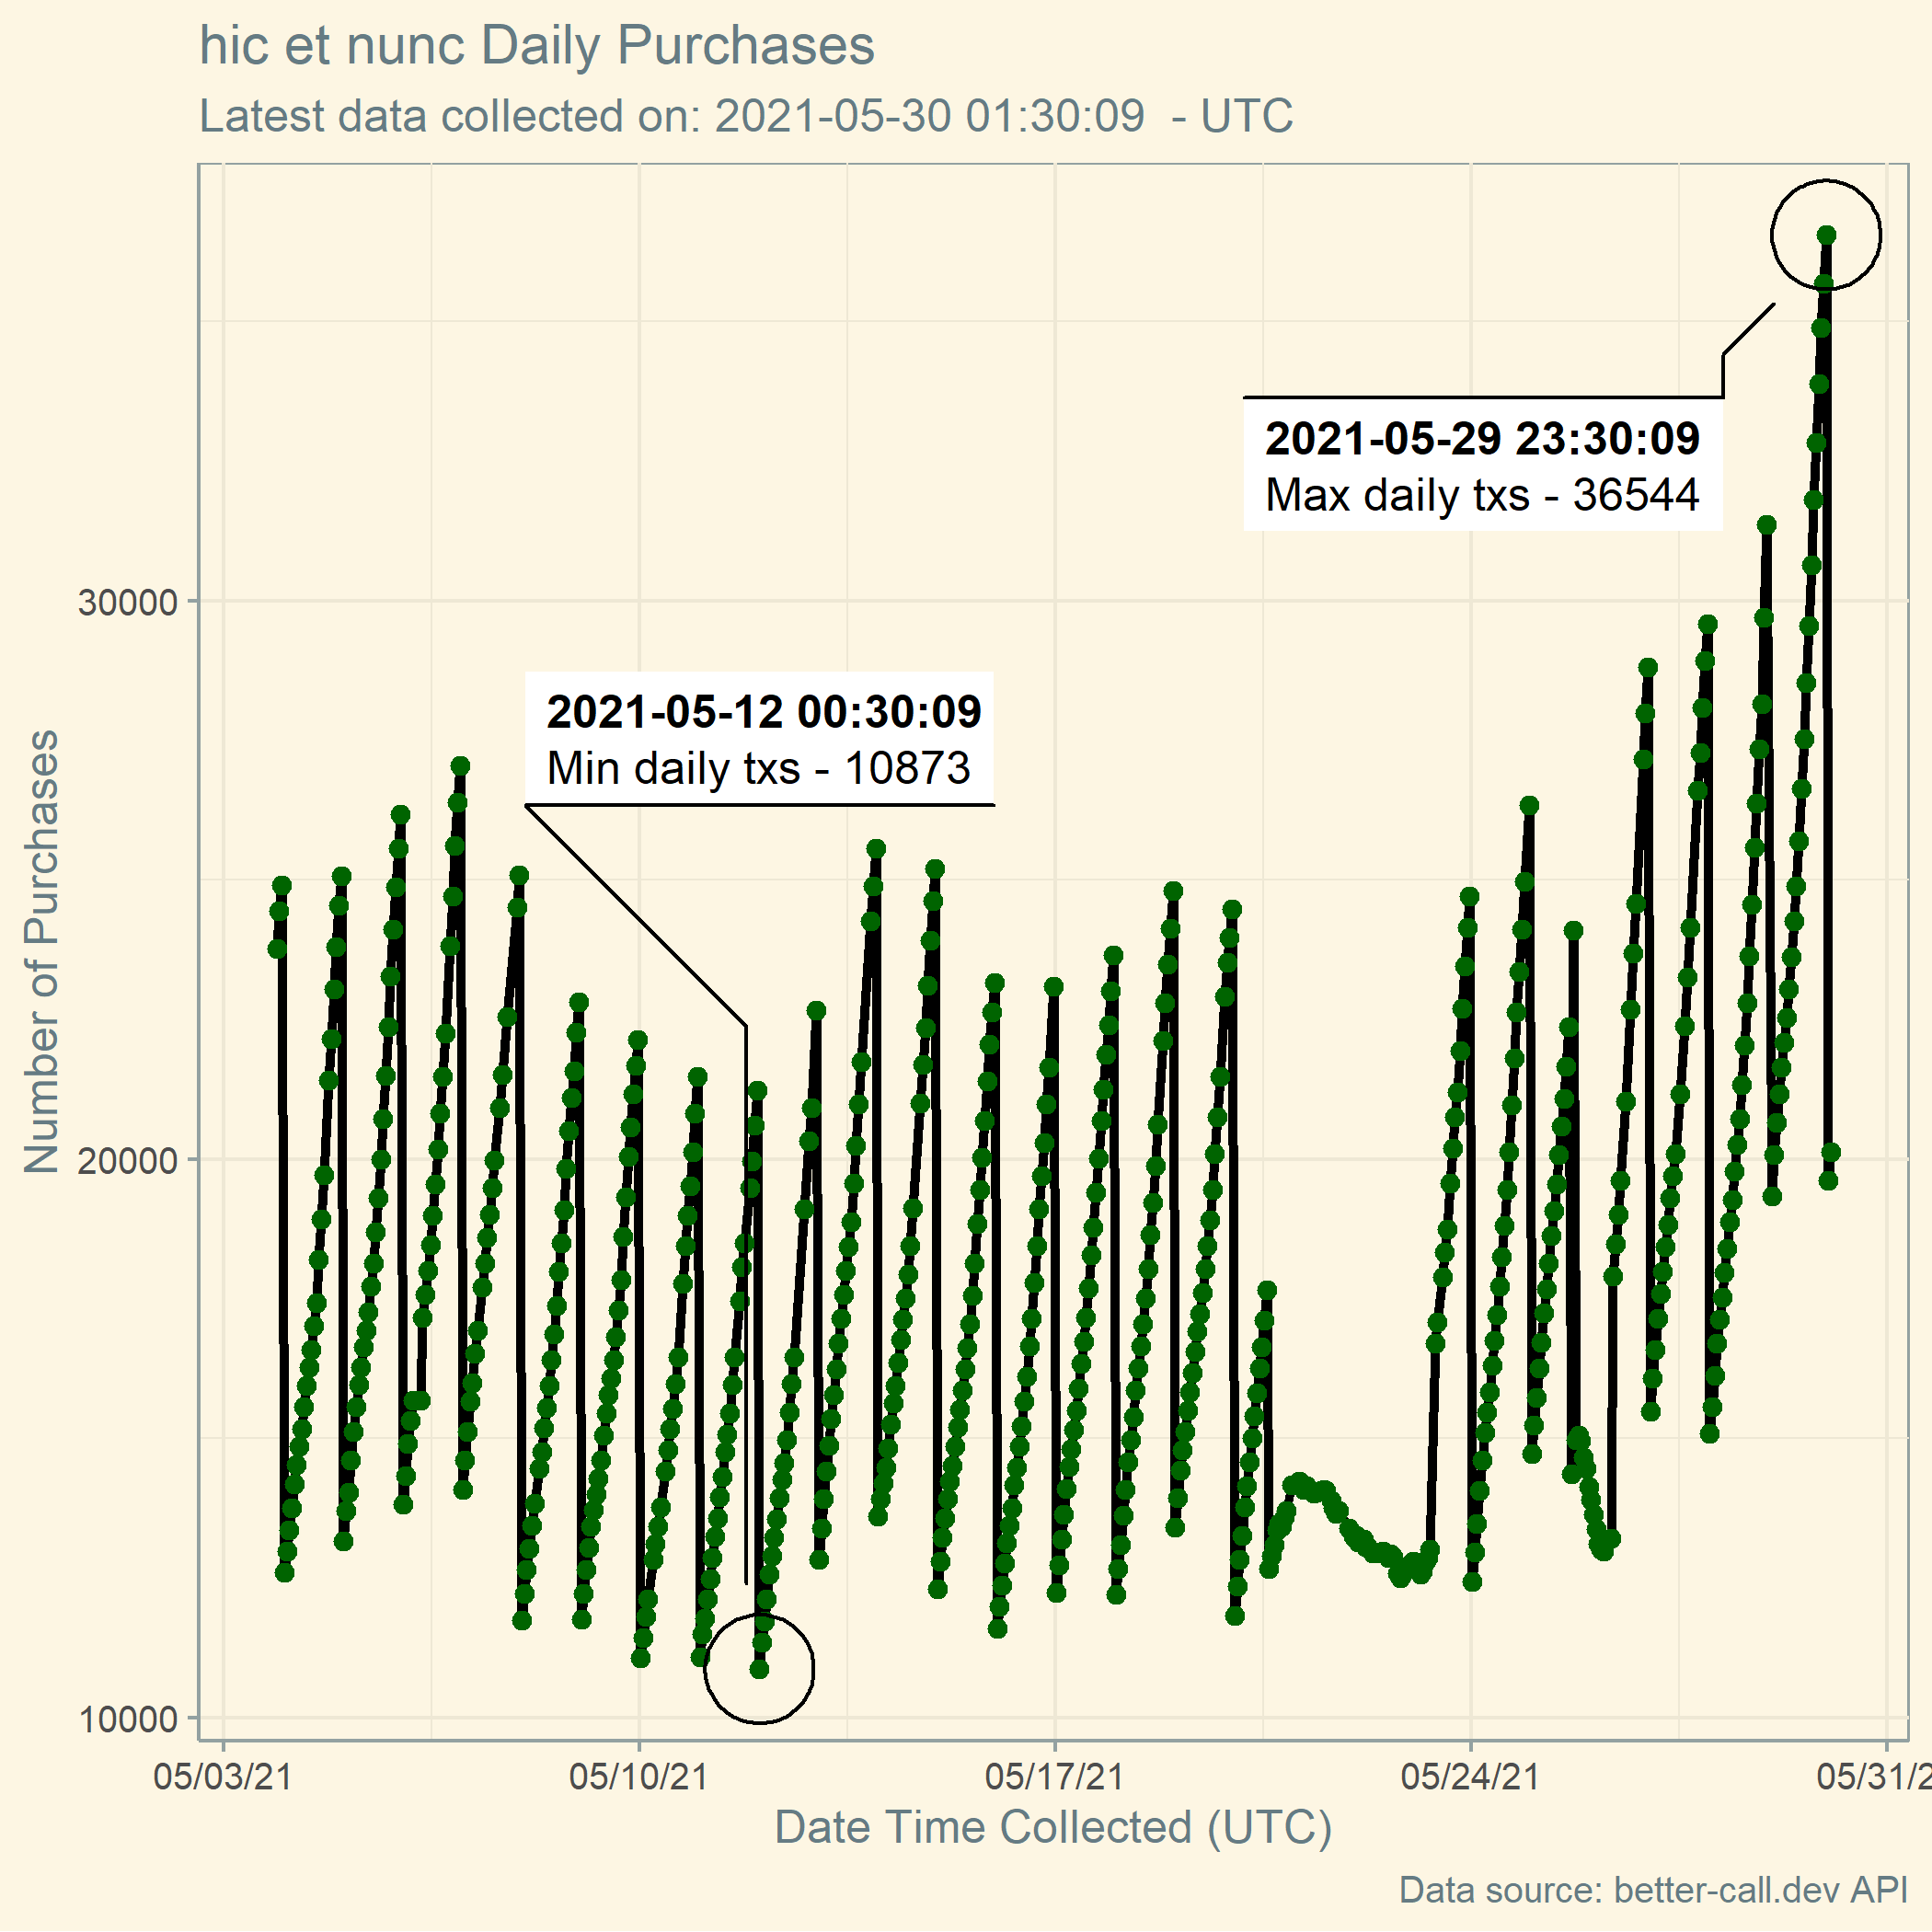 hic et nunc Daily Purchases
Latest data collected on: 2021-05-30 01:30:09 - UTC
2021-05-29 23:30:09
Max daily txs - 36544
30000
2021-05-12 00:30:09
Min daily txs - 10873
Number of Purchases
20000
10000
05/03/21
05/10/21
05/17/21
05/24/21
05/31/2
Date Time Collected (UTC)
Data source: better-call.dev API